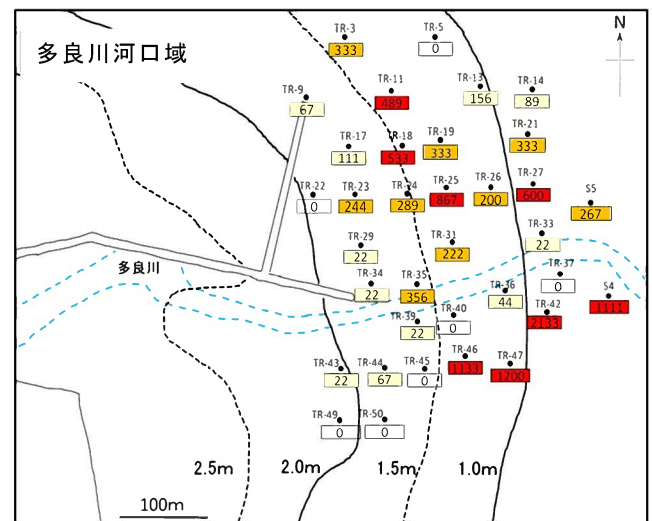 多良川河口域
N
TR-3
333
TR-5
0
TR-9
67
TR-11
489
TR-13
156
TR-14
89
TR-17
111
TR-18
533
TR-19
333
TR-21
333
TR-22
0
TR-23
244
TR-24
289
TR-25
867
TR-26
200
TR-27
600
S5
267
TR-29
22
TR-31
222
TR-33
22
多良川
TR-34
22
TR-35
356
TR-36
44
TR-37
0
S4
1111
TR-39
22
TR-40
0
TR-42
2133
TR-43
22
TR-44
67
TR-45
0
TR-46
1133
TR-47
1200
TR-49
0
TR-50
0
2.5m
2.0m
1.5m
1.0m
100m